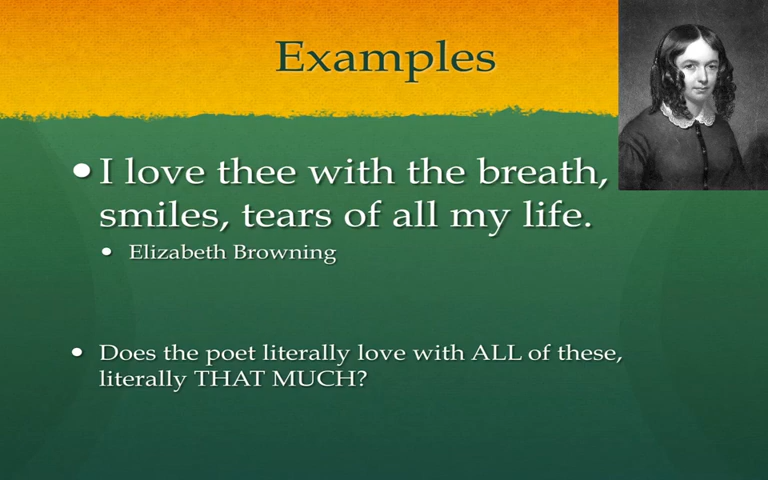 Examples
I love thee with the breath,
smiles, tears of all my life.
Elizabeth Browning
Does the poet literally love with ALL of these,
literally THAT MUCH?